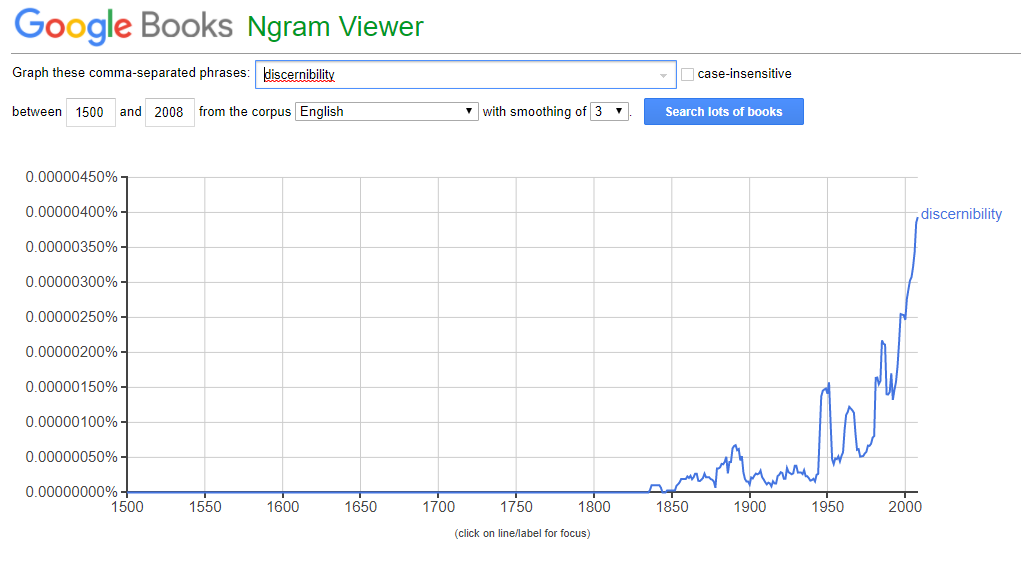 Google Books Ngram Viewer
Graph these comma-separated phrases: discernibility case-insensitive
between 1500 and 2008 from the corpus English with smoothing of 3 . Search lots of books
0.00000450%
0.00000400%
discernibility
0.00000350%
0.00000300%
0.00000250%
0.00000200%
0.00000150%
0.00000100%
0.00000050%
0.00000000%
1500 1550 1600 1650 1700 1750 1800 1850 1900 1950 2000
(click on line/label for focus)